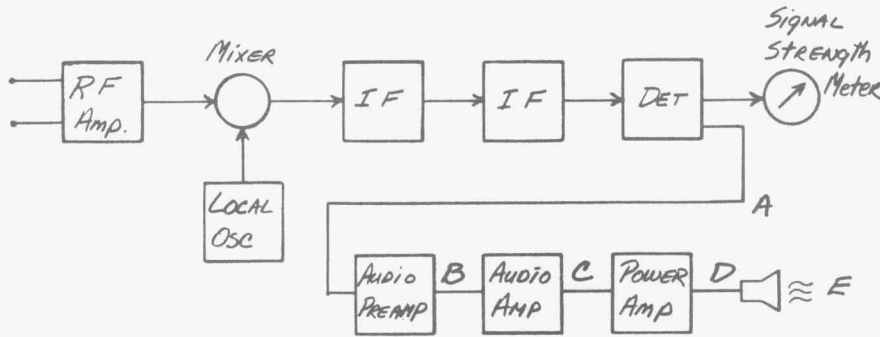 RF
Amp.
Mixer
Local
Osc
IF
IF
Det
Signal
Strength
Meter
A
Audio
Preamp
B
Audio
Amp
C
Power
Amp
D
E